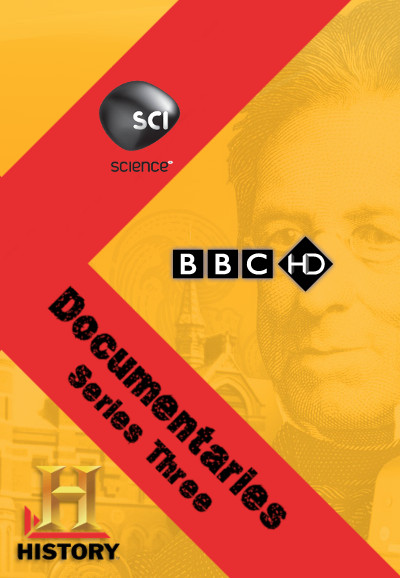 SCI
science
BBC HD
Documentaries
Series Three
H
HISTORY